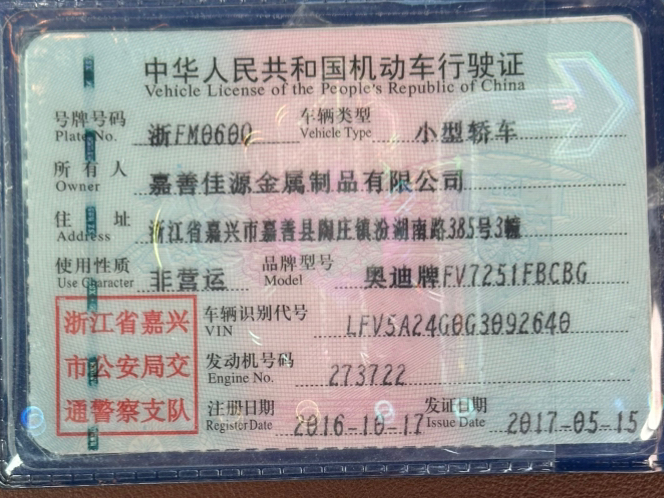 中华人民共和国机动车行驶证
Vehicle License of the People's Republic of China
号牌号码 浙FM0600 车辆类型 小型轿车
Plate No. Vehicle Type
所有人 嘉善佳源金属制品有限公司
Owner
住址 浙江省嘉兴市嘉善县陶庄镇汾湖南路385号3幢
Address
使用性质 非营运 品牌型号 奥迪牌FV7251FBCBG
Use Character Model
浙江省嘉兴
市公安局交
通警察支队
车辆识别代号 LFV5A24G0G3092640
VIN
发动机号码 273722
Engine No.
注册日期 2016-10-17 发证日期 2017-05-15
Register Date Issue Date